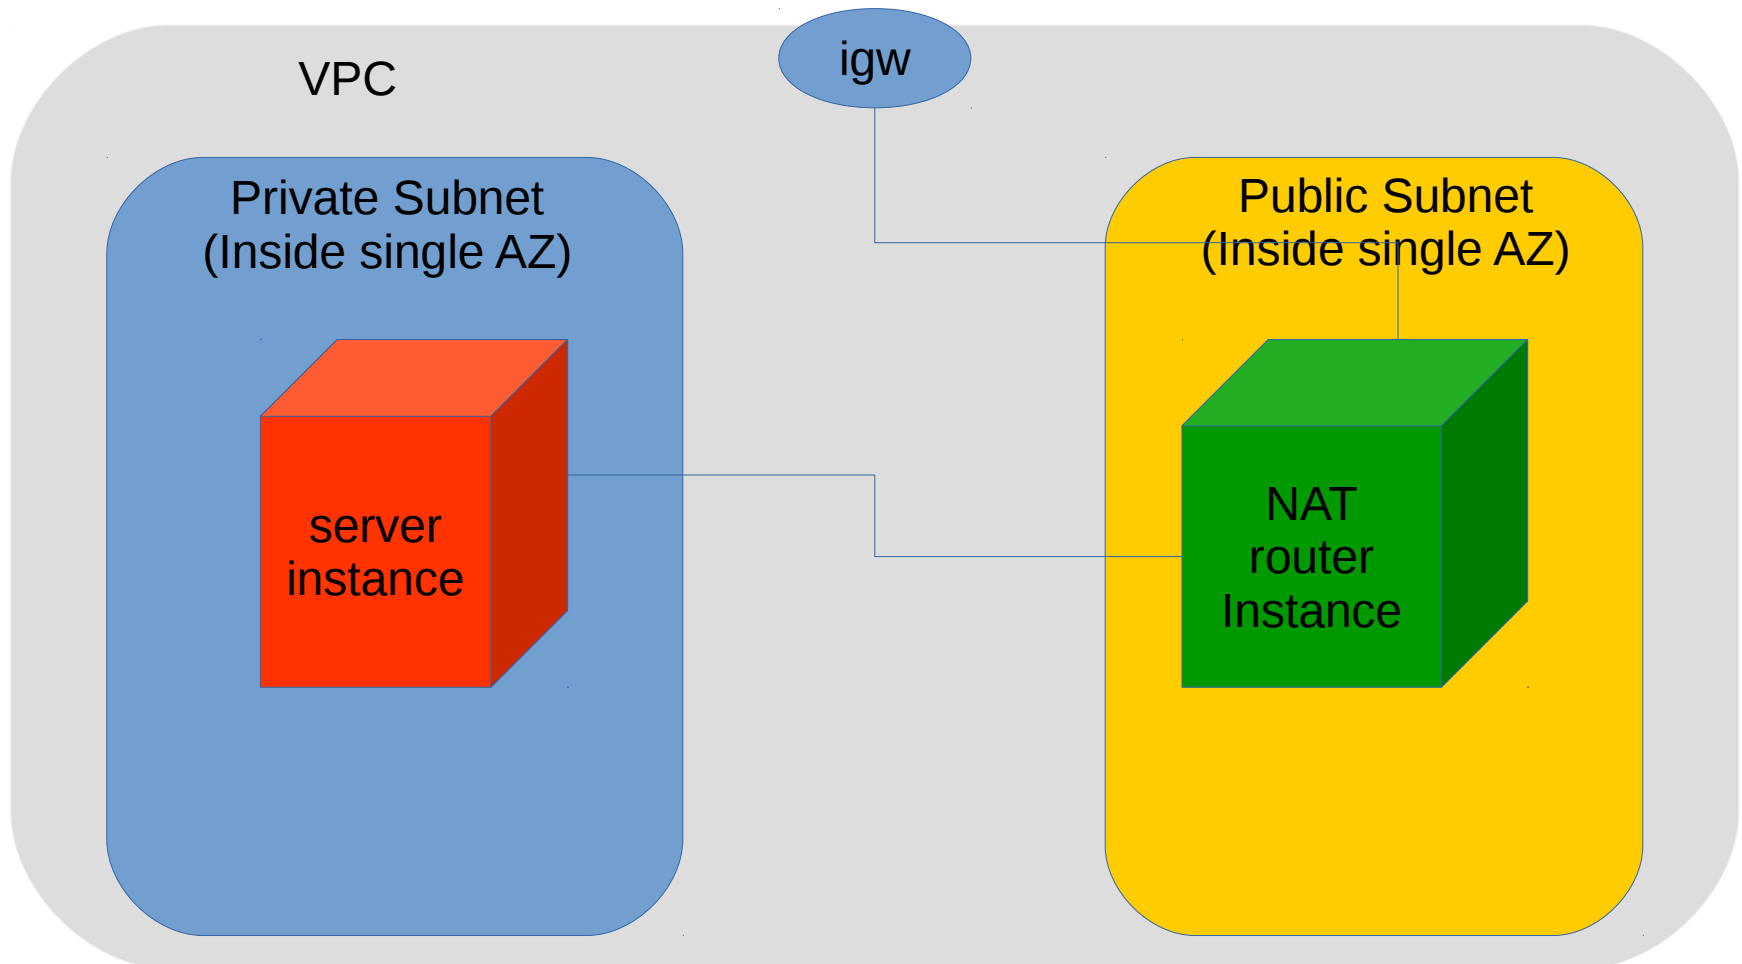 igw
VPC
Private Subnet
(Inside single AZ)
Public Subnet
(Inside single AZ)
server
instance
NAT
router
Instance